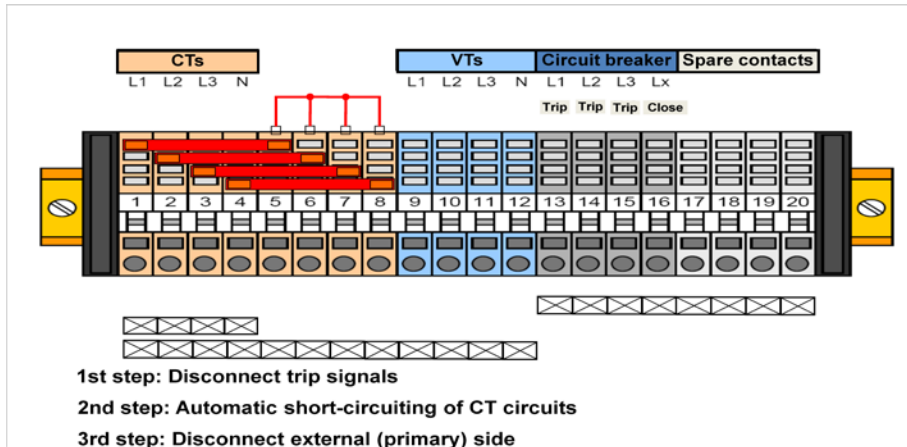 CTs VTs Circuit breaker Spare contacts
L1 L2 L3 N L1 L2 L3 N L1 L2 L3 Lx
Trip Trip Trip Close
1 2 3 4 5 6 7 8 9 10 11 12 13 14 15 16 17 18 19 20
1st step: Disconnect trip signals
2nd step: Automatic short-circuiting of CT circuits
3rd step: Disconnect external (primary) side